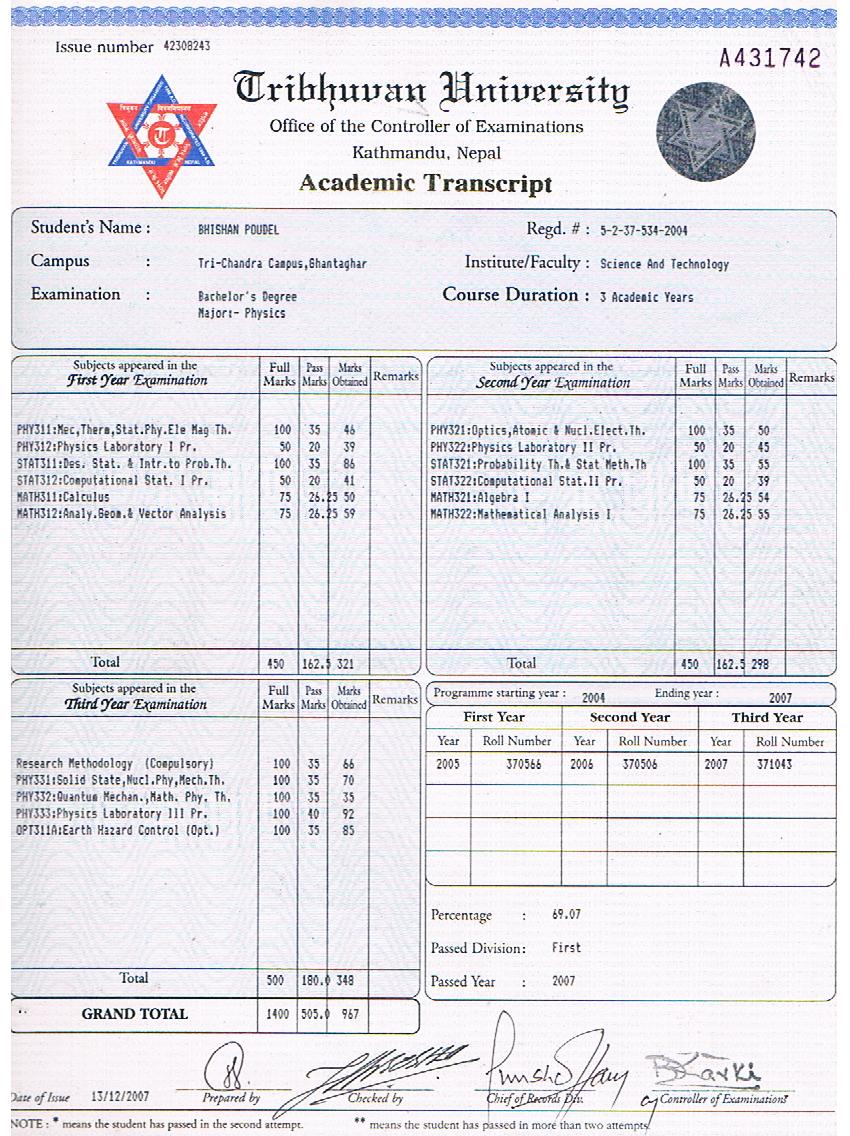 Issue number 42308243
A431742
Tribhuvan University
Office of the Controller of Examinations
Kathmandu, Nepal
Academic Transcript
KATHMANDU NEPAL
Student's Name : BHISHAN POUDEL Regd. # : 5-2-37-534-2004
Campus : Tri-Chandra Campus,Ghantaghar Institute/Faculty : Science And Technology
Examination : Bachelor's Degree Course Duration : 3 Academic Years
Major:- Physics
Subjects appeared in the First Year Examination Full Marks Pass Marks Marks Obtained Remarks
PHY311:Mec,Therm,Stat.Phy.Ele Mag Th. 100 35 46
PHY312:Physics Laboratory I Pr. 50 20 39
STAT311:Des. Stat. & Intr.to Prob.Th. 100 35 86
STAT312:Computational Stat. I Pr. 50 20 41
MATH311:Calculus 75 26.25 50
MATH312:Analy.Geom.& Vector Analysis 75 26.25 59
Total 450 162.5 321
Subjects appeared in the Second Year Examination Full Marks Pass Marks Marks Obtained Remarks
PHY321:Optics,Atomic & Nucl.Elect.Th. 100 35 50
PHY322:Physics Laboratory II Pr. 50 20 45
STAT321:Probability Th.& Stat Meth.Th 100 35 55
STAT322:Computational Stat.II Pr. 50 20 39
MATH321:Algebra I 75 26.25 54
MATH322:Mathematical Analysis I 75 26.25 55
Total 450 162.5 298
Subjects appeared in the Third Year Examination Full Marks Pass Marks Marks Obtained Remarks
Research Methodology (Compulsory) 100 35 66
PHY331:Solid State,Nucl.Phy,Mech.Th. 100 35 70
PHY332:Quantum Mechan.,Math. Phy. Th. 100 35 35
PHY333:Physics Laboratory III Pr. 100 40 92
OPT311A:Earth Hazard Control (Opt.) 100 35 85
Total 500 180.0 348
GRAND TOTAL 1400 505.0 967
Programme starting year : 2004 Ending year : 2007
First Year Second Year Third Year
Year Roll Number Year Roll Number Year Roll Number
2005 370566 2006 370506 2007 371043
Percentage : 69.07
Passed Division: First
Passed Year : 2007
Date of Issue 13/12/2007 Prepared by Checked by Chief of Records Div. Controller of Examinations
NOTE : * means the student has passed in the second attempt. ** means the student has passed in more than two attempts.